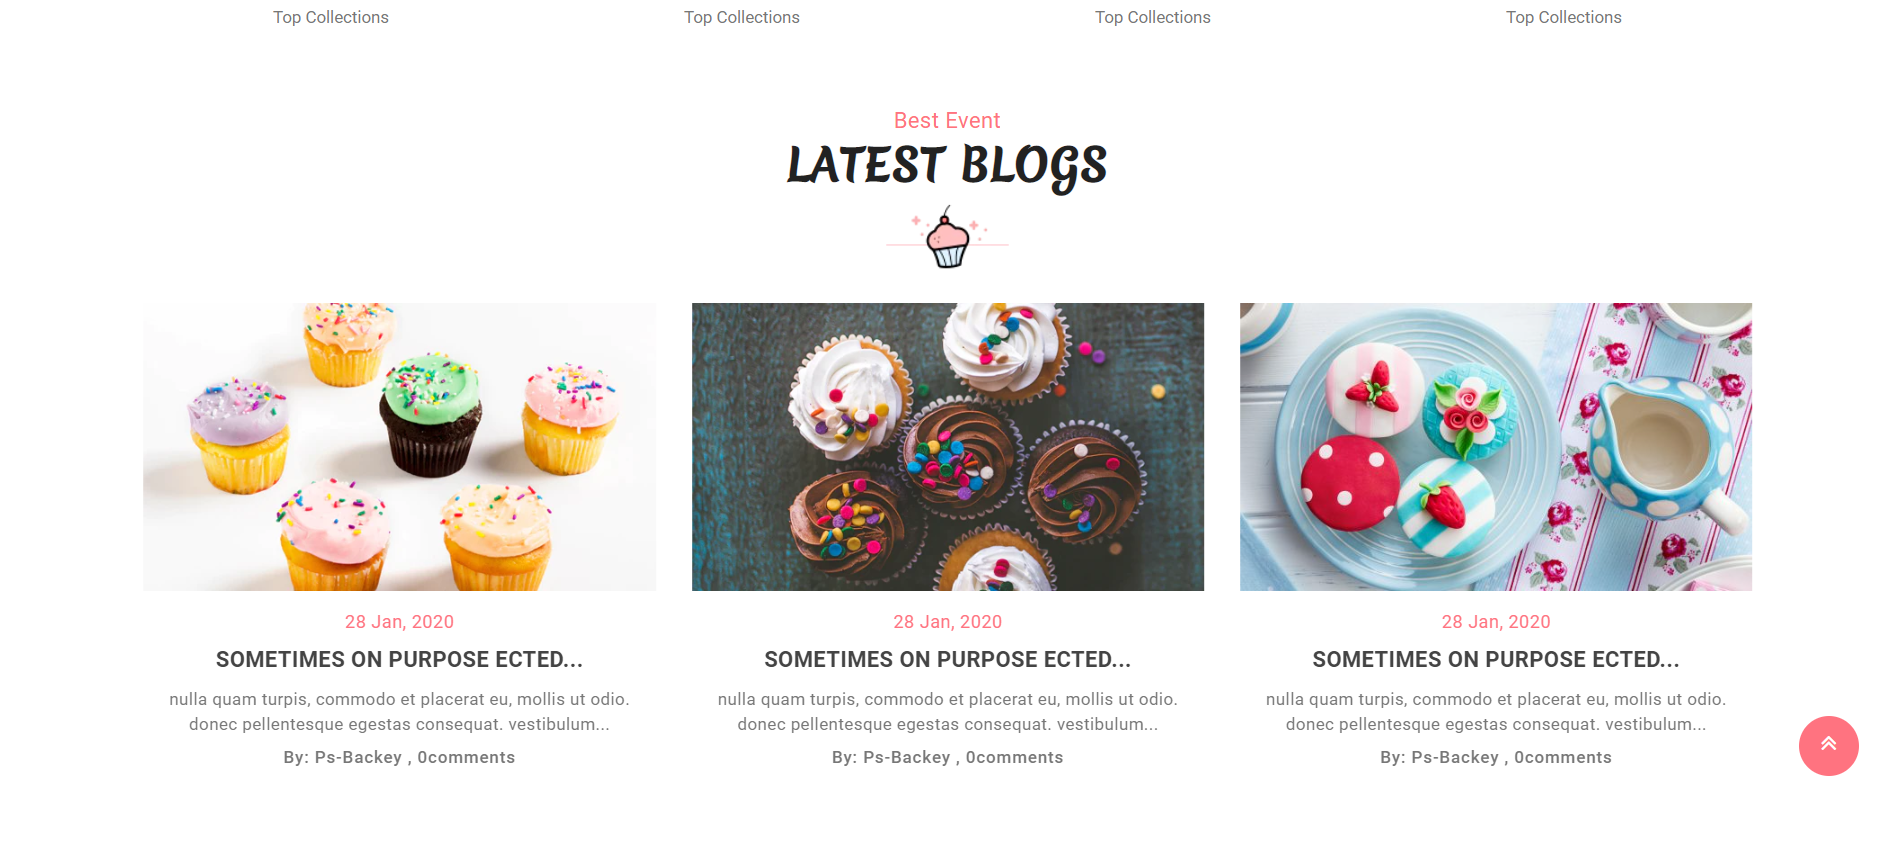 Top Collections
Top Collections
Top Collections
Top Collections
Best Event
LATEST BLOGS
28 Jan, 2020
SOMETIMES ON PURPOSE ECTED...
nulla quam turpis, commodo et placerat eu, mollis ut odio.
donec pellentesque egestas consequat. vestibulum...
By: Ps-Backey , 0comments
28 Jan, 2020
SOMETIMES ON PURPOSE ECTED...
nulla quam turpis, commodo et placerat eu, mollis ut odio.
donec pellentesque egestas consequat. vestibulum...
By: Ps-Backey , 0comments
28 Jan, 2020
SOMETIMES ON PURPOSE ECTED...
nulla quam turpis, commodo et placerat eu, mollis ut odio.
donec pellentesque egestas consequat. vestibulum...
By: Ps-Backey , 0comments